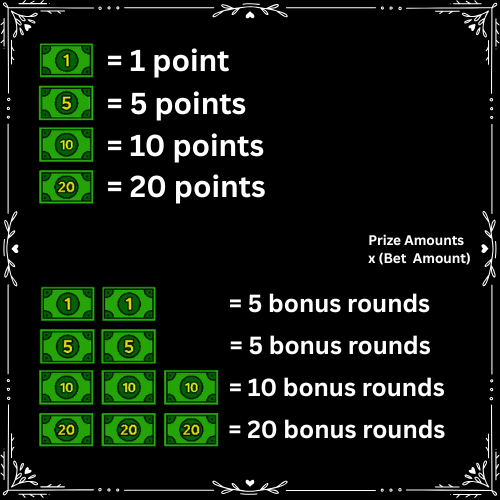 1 = 1 point
5 = 5 points
10 = 10 points
20 = 20 points
Prize Amounts
x (Bet Amount)
1 1 = 5 bonus rounds
5 5 = 5 bonus rounds
10 10 10 = 10 bonus rounds
20 20 20 = 20 bonus rounds